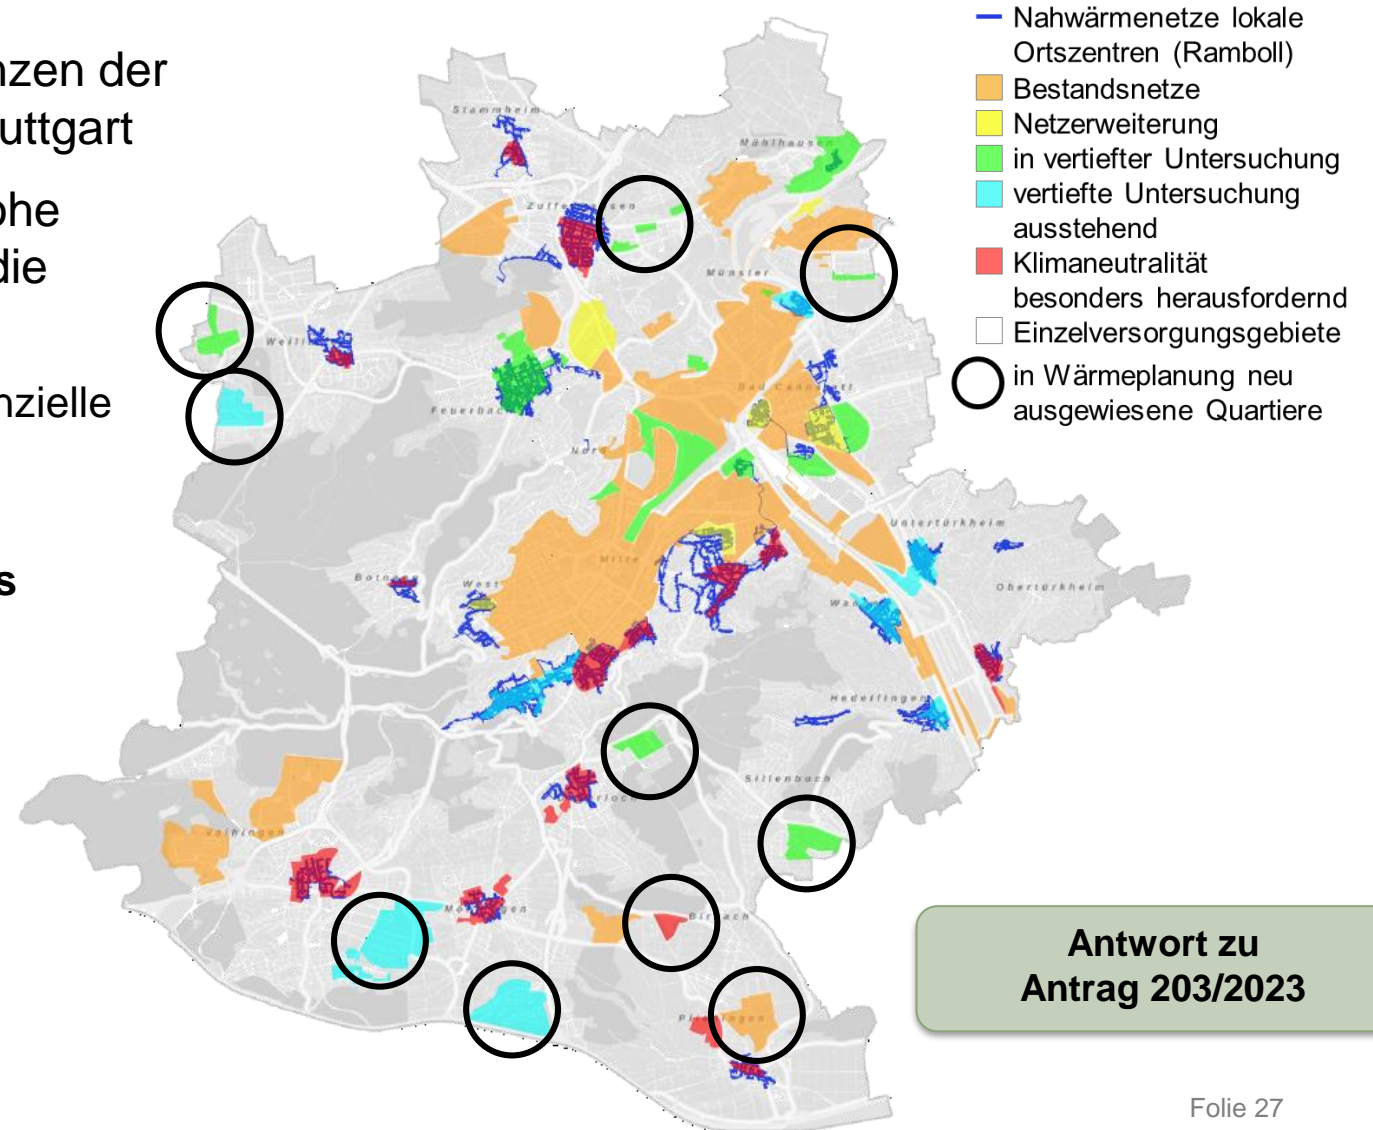 nzen der
uttgart
ohe
die
nzielle
s
Nahwärmenetze lokale
Ortszentren (Ramboll)
Bestandsnetze
Netzerweiterung
in vertiefter Untersuchung
vertiefte Untersuchung
ausstehend
Klimaneutralität
besonders herausfordernd
Einzelversorgungsgebiete
in Wärmeplanung neu
ausgewiesene Quartiere
Stammheim
Mühlhausen
Münster
Feuerbach
Nord
Bad Cannstatt
Untertürkheim
Obertürkheim
Mitte
West
Hedelfingen
Sillenbuch
Vaihingen
Birkach
Antwort zu
Antrag 203/2023
Folie 27